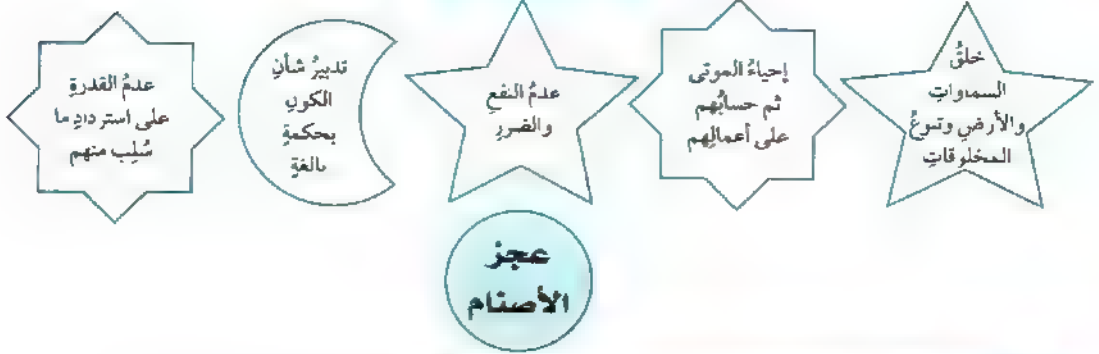 خلقُ
السماواتِ
والأرضِ وتنوعُ
المخلوقاتِ
إحياءُ الموتى
ثم حسابُهم
على أعمالِهم
عدمُ النفعِ
والضررِ
تدبيرُ شأنِ
الكونِ
بحكمةٍ
بالغةٍ
عدمُ القدرةِ
على استردادِ ما
سُلِب منهم
عجز
الأصنام